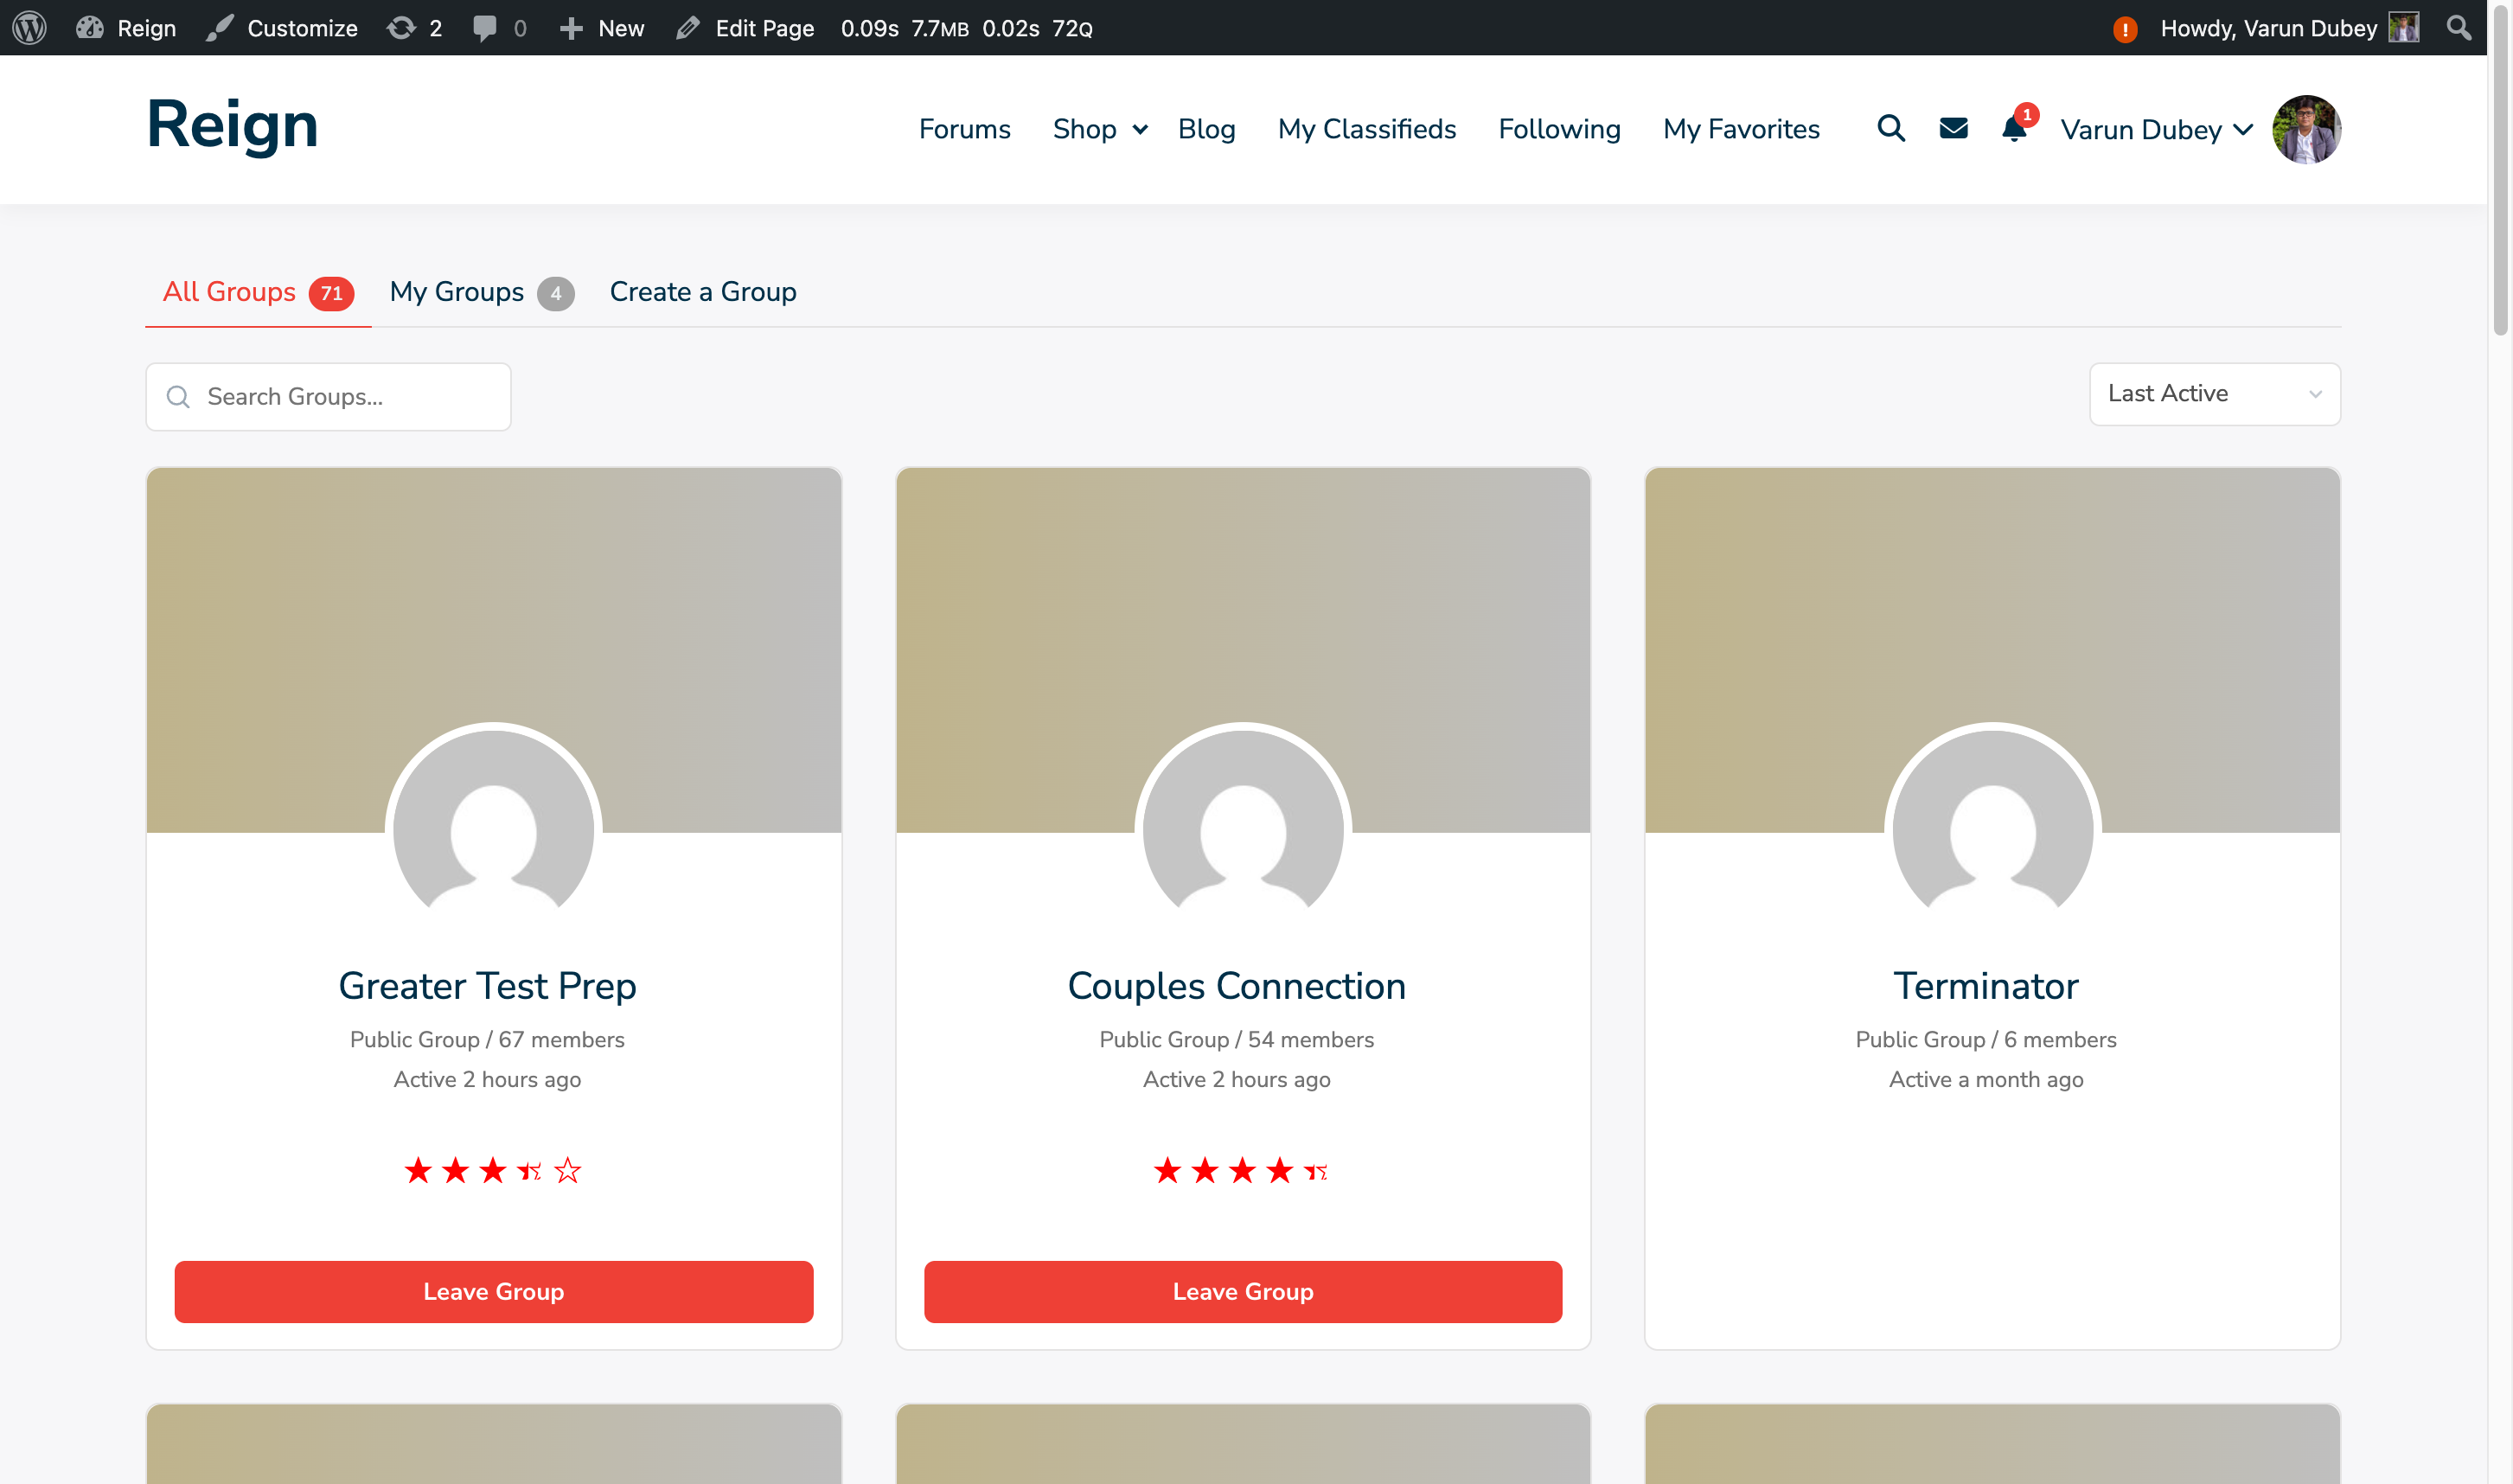 Reign Customize 2 0 New Edit Page 0.09s 7.7MB 0.02s 72Q Howdy, Varun Dubey
Reign
Forums Shop Blog My Classifieds Following My Favorites 1 Varun Dubey
All Groups 71 My Groups 4 Create a Group
Search Groups... Last Active
Greater Test Prep
Public Group / 67 members
Active 2 hours ago
Leave Group
Couples Connection
Public Group / 54 members
Active 2 hours ago
Leave Group
Terminator
Public Group / 6 members
Active a month ago